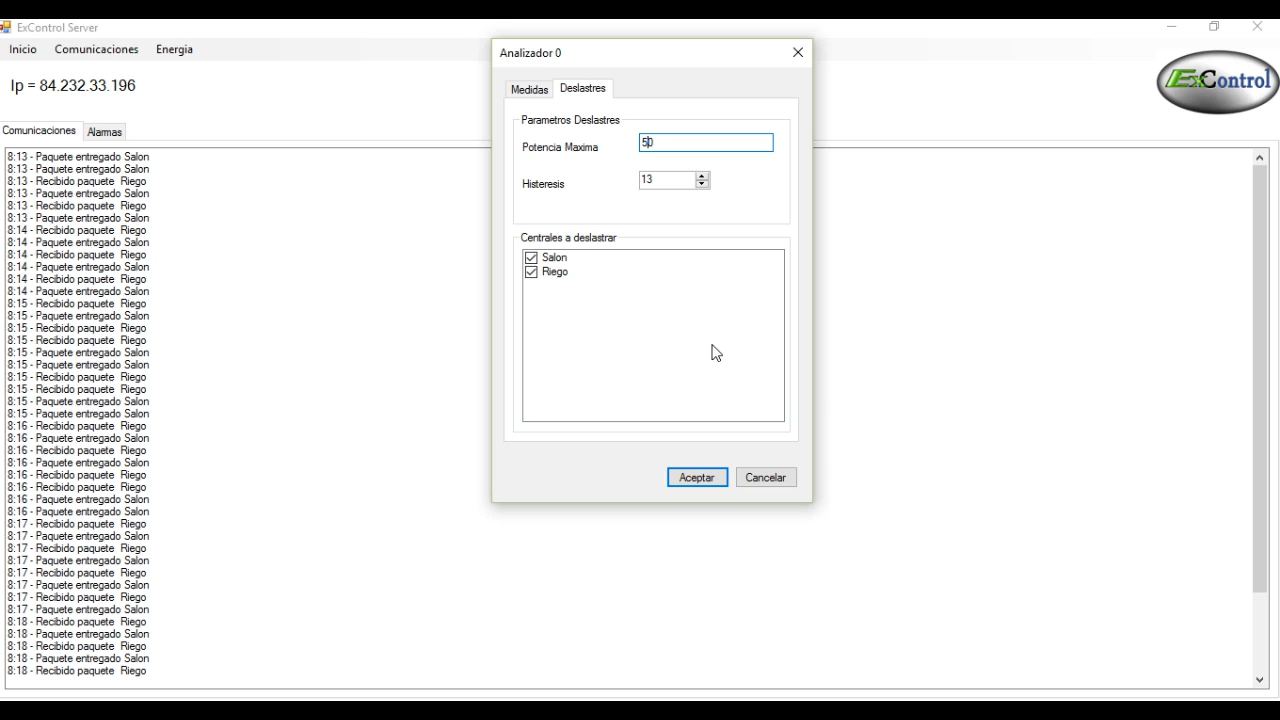 ExControl Server
Inicio Comunicaciones Energia
Ip = 84.232.33.196
ExControl
Comunicaciones Alarmas
8:13 - Paquete entregado Salon
8:13 - Paquete entregado Salon
8:13 - Recibido paquete Riego
8:13 - Paquete entregado Salon
8:13 - Recibido paquete Riego
8:13 - Paquete entregado Salon
8:14 - Recibido paquete Riego
8:14 - Paquete entregado Salon
8:14 - Recibido paquete Riego
8:14 - Paquete entregado Salon
8:14 - Recibido paquete Riego
8:14 - Paquete entregado Salon
8:15 - Recibido paquete Riego
8:15 - Paquete entregado Salon
8:15 - Recibido paquete Riego
8:15 - Recibido paquete Riego
8:15 - Paquete entregado Salon
8:15 - Paquete entregado Salon
8:15 - Recibido paquete Riego
8:15 - Recibido paquete Riego
8:15 - Paquete entregado Salon
8:15 - Paquete entregado Salon
8:16 - Recibido paquete Riego
8:16 - Paquete entregado Salon
8:16 - Recibido paquete Riego
8:16 - Paquete entregado Salon
8:16 - Recibido paquete Riego
8:16 - Recibido paquete Riego
8:16 - Paquete entregado Salon
8:16 - Paquete entregado Salon
8:17 - Recibido paquete Riego
8:17 - Paquete entregado Salon
8:17 - Recibido paquete Riego
8:17 - Paquete entregado Salon
8:17 - Recibido paquete Riego
8:17 - Paquete entregado Salon
8:17 - Recibido paquete Riego
8:17 - Paquete entregado Salon
8:18 - Recibido paquete Riego
8:18 - Paquete entregado Salon
8:18 - Recibido paquete Riego
8:18 - Paquete entregado Salon
8:18 - Recibido paquete Riego
Analizador 0
Medidas Deslastres
Parametros Deslastres
Potencia Maxima 50
Histeresis 13
Centrales a deslastrar
Salon
Riego
Aceptar Cancelar